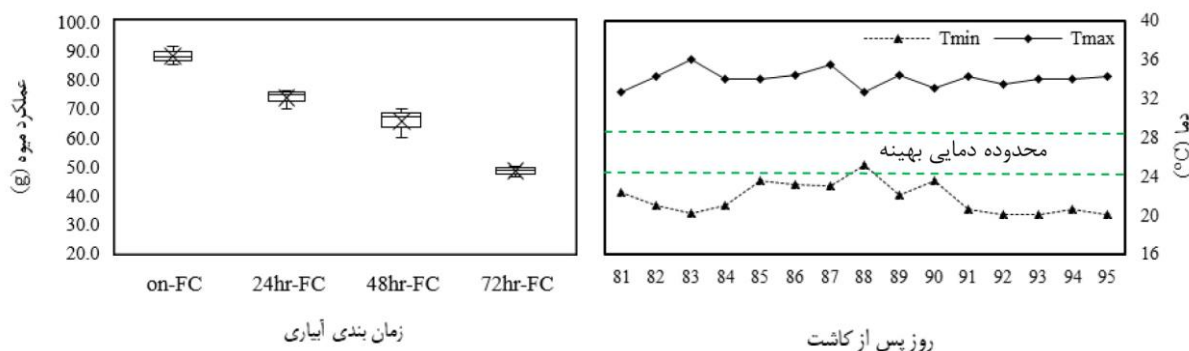 100.0
90.0
80.0
70.0
60.0
50.0
40.0
30.0
20.0
عملکرد میوه (g)
on-FC 24hr-FC 48hr-FC 72hr-FC
زمان بندی آبیاری
Tmin Tmax
محدوده دمایی بهینه
40
36
32
28
24
20
16
دما (°C)
81 82 83 84 85 86 87 88 89 90 91 92 93 94 95
روز پس از کاشت